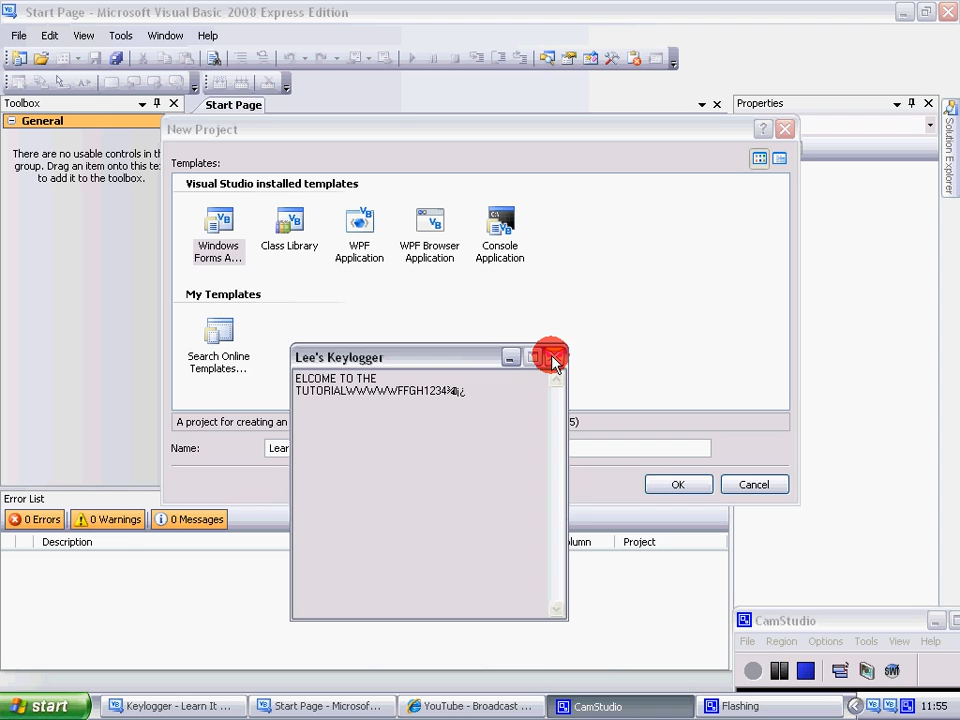 Start Page - Microsoft Visual Basic 2008 Express Edition
File Edit View Tools Window Help
Toolbox
Start Page
Properties
General
There are no usable controls in th
group. Drag an item onto this te
to add it to the toolbox.
Solution Explorer
New Project
Templates:
Visual Studio installed templates
Windows
Forms A...
Class Library
WPF
Application
WPF Browser
Application
Console
Application
My Templates
Search Online
Templates...
Lee's Keylogger
ELCOME TO THE
A project for creating an
5)
Name:
Lear
OK
Cancel
Error List
0 Errors
0 Warnings
0 Messages
Description
olumn
Project
CamStudio
File Region Options Tools View Help
start
Keylogger - Learn It ...
Start Page - Microsof...
YouTube - Broadcast ...
CamStudio
Flashing
11:55